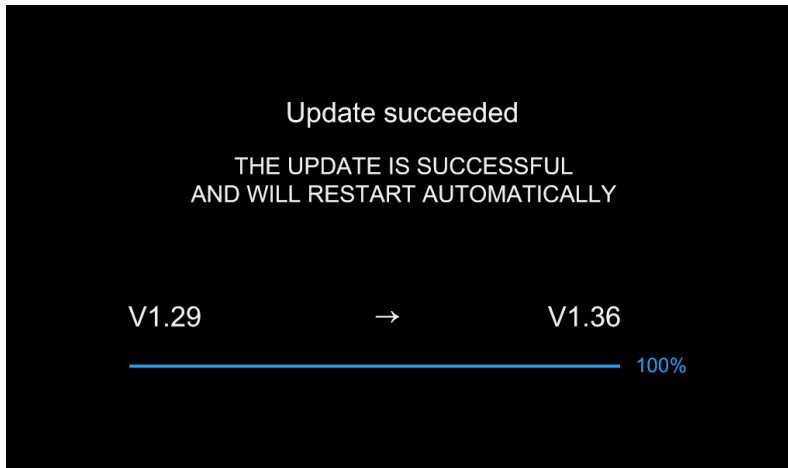 Update succeeded
THE UPDATE IS SUCCESSFUL
AND WILL RESTART AUTOMATICALLY
V1.29 → V1.36
100%